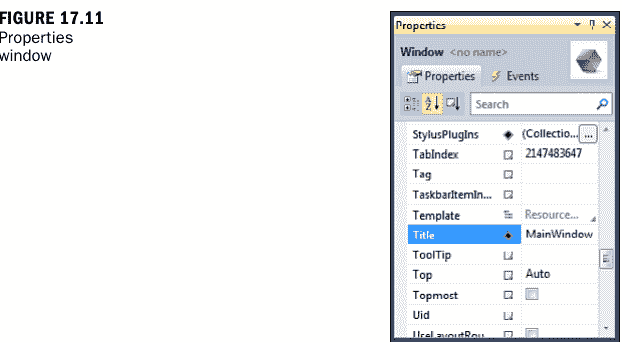 FIGURE 17.11
Properties
window
Properties
Window <no name>
Properties Events
Search
StylusPlugIns (Collectio... ...
TabIndex 2147483647
Tag
TaskbarItemIn...
Template Resource...
Title MainWindow
ToolTip
Top Auto
Topmost
Uid
UseLayoutRou...